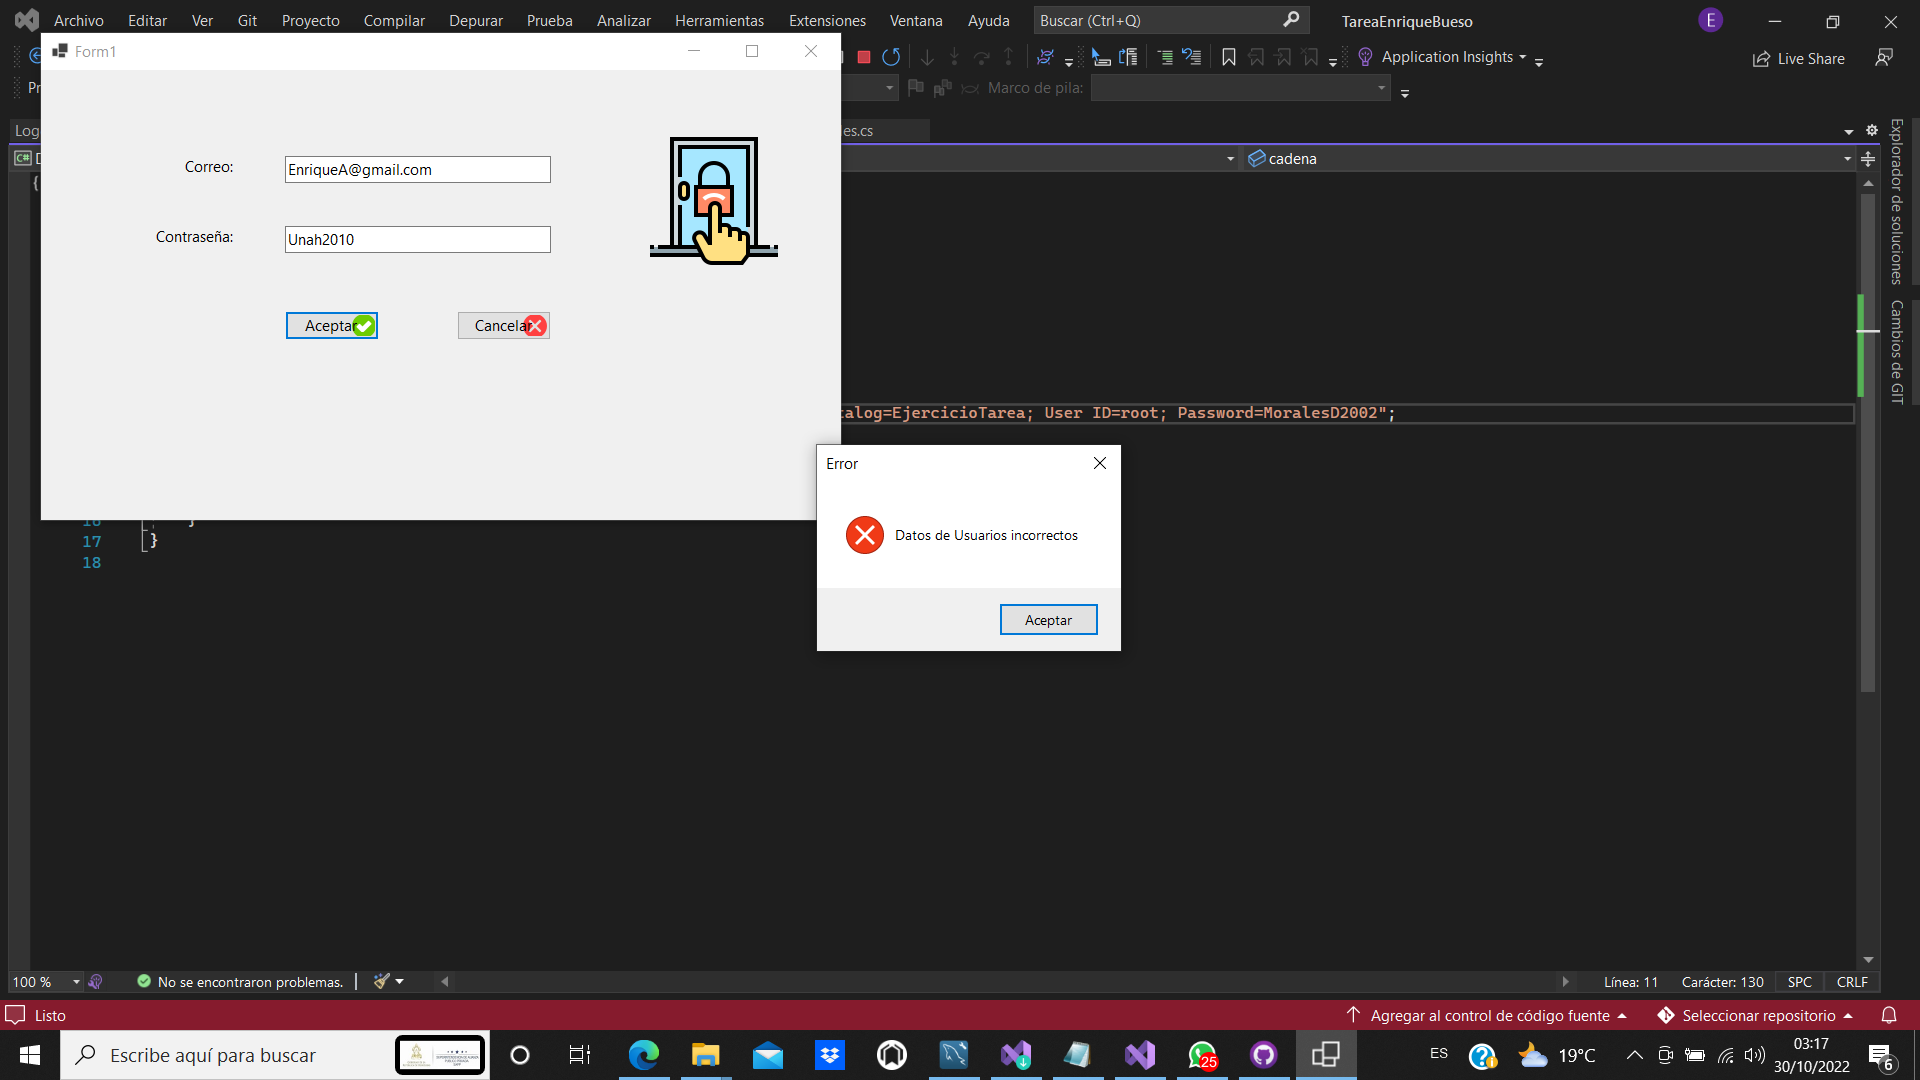 Archivo Editar Ver Git Proyecto Compilar Depurar Prueba Analizar Herramientas Extensiones Ventana Ayuda Buscar (Ctrl+Q) TareaEnriqueBueso E
Form1
Application Insights
Live Share
Marco de pila:
cadena
Explorador de soluciones
Cambios de GIT
Correo: EnriqueA@gmail.com
Contraseña: Unah2010
Aceptar Cancelar
=EjercicioTarea; User ID=root; Password=MoralesD2002";
Error
Datos de Usuarios incorrectos
Aceptar
}
17 }
18
100 % No se encontraron problemas. Línea: 11 Carácter: 130 SPC CRLF
Listo Agregar al control de código fuente Seleccionar repositorio
Escribe aquí para buscar
25
ES
19°C
03:17
30/10/2022
6